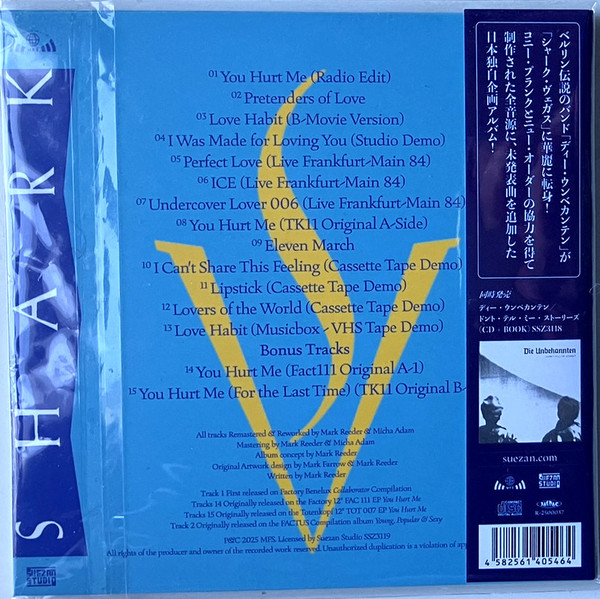 SHARK
01 You Hurt Me (Radio Edit)
02 Pretenders of Love
03 Love Habit (B-Movie Version)
04 I Was Made for Loving You (Studio Demo)
05 Perfect Love (Live Frankfurt-Main 84)
06 ICE (Live Frankfurt-Main 84)
07 Undercover Lover 006 (Live Frankfurt-Main 84)
08 You Hurt Me (TK11 Original A-Side)
09 Eleven March
10 I Can't Share This Feeling (Cassette Tape Demo)
11 Lipstick (Cassette Tape Demo)
12 Lovers of the World (Cassette Tape Demo)
13 Love Habit (Musicbox - VHS Tape Demo)
Bonus Tracks
14 You Hurt Me (Fact111 Original A-1)
15 You Hurt Me (For the Last Time) (TK11 Original B-
All tracks Remastered & Reworked by Mark Reeder & Micha Adam
Mastering by Mark Reeder & Micha Adam
Album concept by Mark Reeder
Original Artwork design by Mark Farrow & Mark Reeder
Written by Mark Reeder
Track 1 First released on Factory Benelux Collaborator Compilation
Tracks 14 Originally released on the Factory 12" FAC 111 EP You Hurt Me
Tracks 15 Originally released on the Totenkopf 12" TOT 007 EP You Hurt Me
Track 2 Originally released on the FACTUS Compilation album Young, Popular & Sexy
P&C 2025 MFS. Licensed by Suezan Studio SSZ3119
All rights of the producer and owner of the recorded work reserved. Unauthorized duplication is a violation of app
SUEZAN
STUDIO
ベルリン伝説のバンド「ディー・ウンベカンテン」が
「シャーク・ヴェガス」に華麗に転身！
コニー・プランクとニュー・オーダーの協力を得て
制作された全音源に、未発表曲を追加した
日本独自企画アルバム！
同時発売
ディー・ウンベカンテン／
ドント・テル・ミー・ストーリーズ
［CD + BOOK］SSZ3118
Die Unbekannten
suezan.com
SUEZAN
STUDIO
R-2500057
4 582561 405464